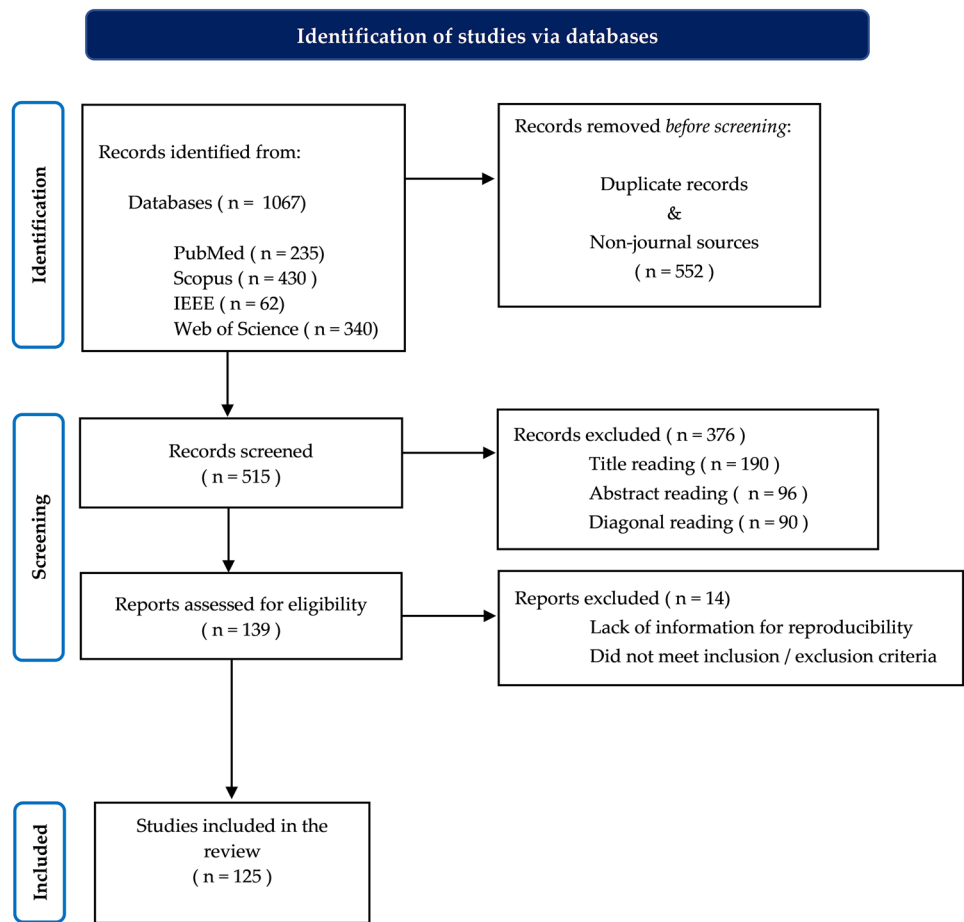 Identification of studies via databases
Identification
Records identified from:
Databases ( n =  1067)
PubMed ( n = 235)
Scopus ( n = 430 )
IEEE ( n = 62)
Web of Science ( n = 340)
Records removed before screening:
Duplicate records
&
Non-journal sources
( n = 552 )
Screening
Records screened
( n = 515 )
Records excluded ( n = 376 )
Title reading ( n = 190 )
Abstract reading (  n = 96 )
Diagonal reading ( n = 90 )
Reports assessed for eligibility
( n = 139 )
Reports excluded ( n = 14)
Lack of information for reproducibility
Did not meet inclusion / exclusion criteria
Included
Studies included in the
review
( n = 125 )